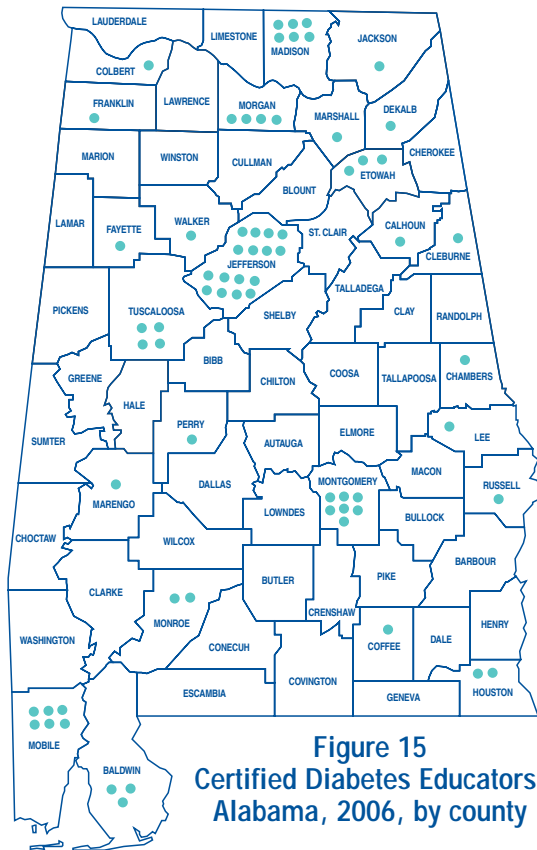 LAUDERDALE
LIMESTONE
MADISON
JACKSON
COLBERT
FRANKLIN
LAWRENCE
MORGAN
MARSHALL
DEKALB
MARION
WINSTON
CULLMAN
ETOWAH
CHEROKEE
BLOUNT
LAMAR
FAYETTE
WALKER
ST. CLAIR
CALHOUN
CLEBURNE
JEFFERSON
TALLADEGA
PICKENS
TUSCALOOSA
SHELBY
CLAY
RANDOLPH
BIBB
GREENE
HALE
CHILTON
COOSA
TALLAPOOSA
CHAMBERS
SUMTER
PERRY
AUTAUGA
ELMORE
LEE
MACON
DALLAS
MONTGOMERY
RUSSELL
MARENGO
LOWNDES
BULLOCK
CHOCTAW
WILCOX
BARBOUR
CLARKE
BUTLER
PIKE
CRENSHAW
MONROE
WASHINGTON
CONECUH
COFFEE
DALE
HENRY
ESCAMBIA
COVINGTON
GENEVA
HOUSTON
MOBILE
BALDWIN
Figure 15
Certified Diabetes Educators
Alabama, 2006, by county